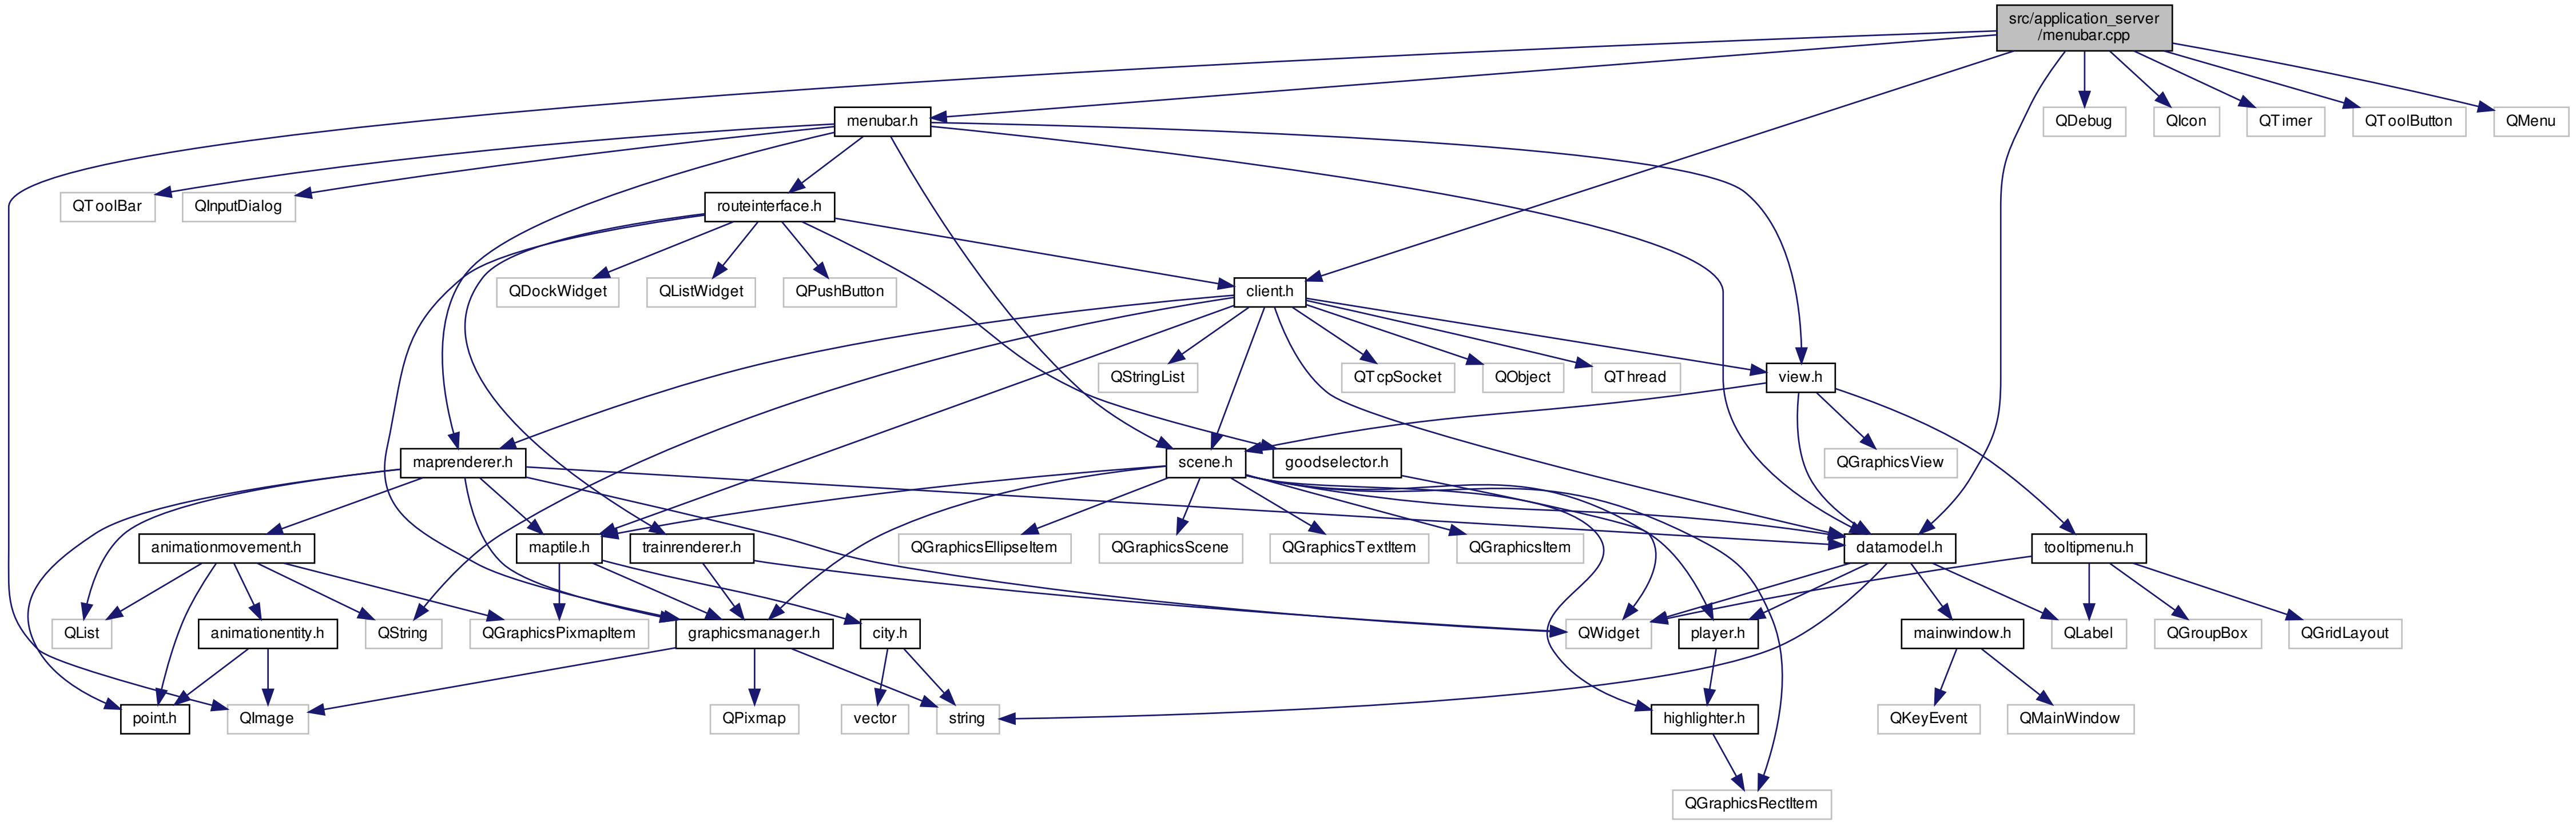 src/application_server
/menubar.cpp
menubar.h
QDebug
QIcon
QTimer
QToolButton
QMenu
QToolBar
QInputDialog
routeinterface.h
QDockWidget
QListWidget
QPushButton
client.h
QStringList
QTcpSocket
QObject
QThread
view.h
maprenderer.h
scene.h
goodselector.h
QGraphicsView
animationmovement.h
maptile.h
trainrenderer.h
QGraphicsEllipseItem
QGraphicsScene
QGraphicsTextItem
QGraphicsItem
datamodel.h
tooltipmenu.h
QList
animationentity.h
QString
QGraphicsPixmapItem
graphicsmanager.h
city.h
QWidget
player.h
mainwindow.h
QLabel
QGroupBox
QGridLayout
point.h
QImage
QPixmap
vector
string
highlighter.h
QKeyEvent
QMainWindow
QGraphicsRectItem